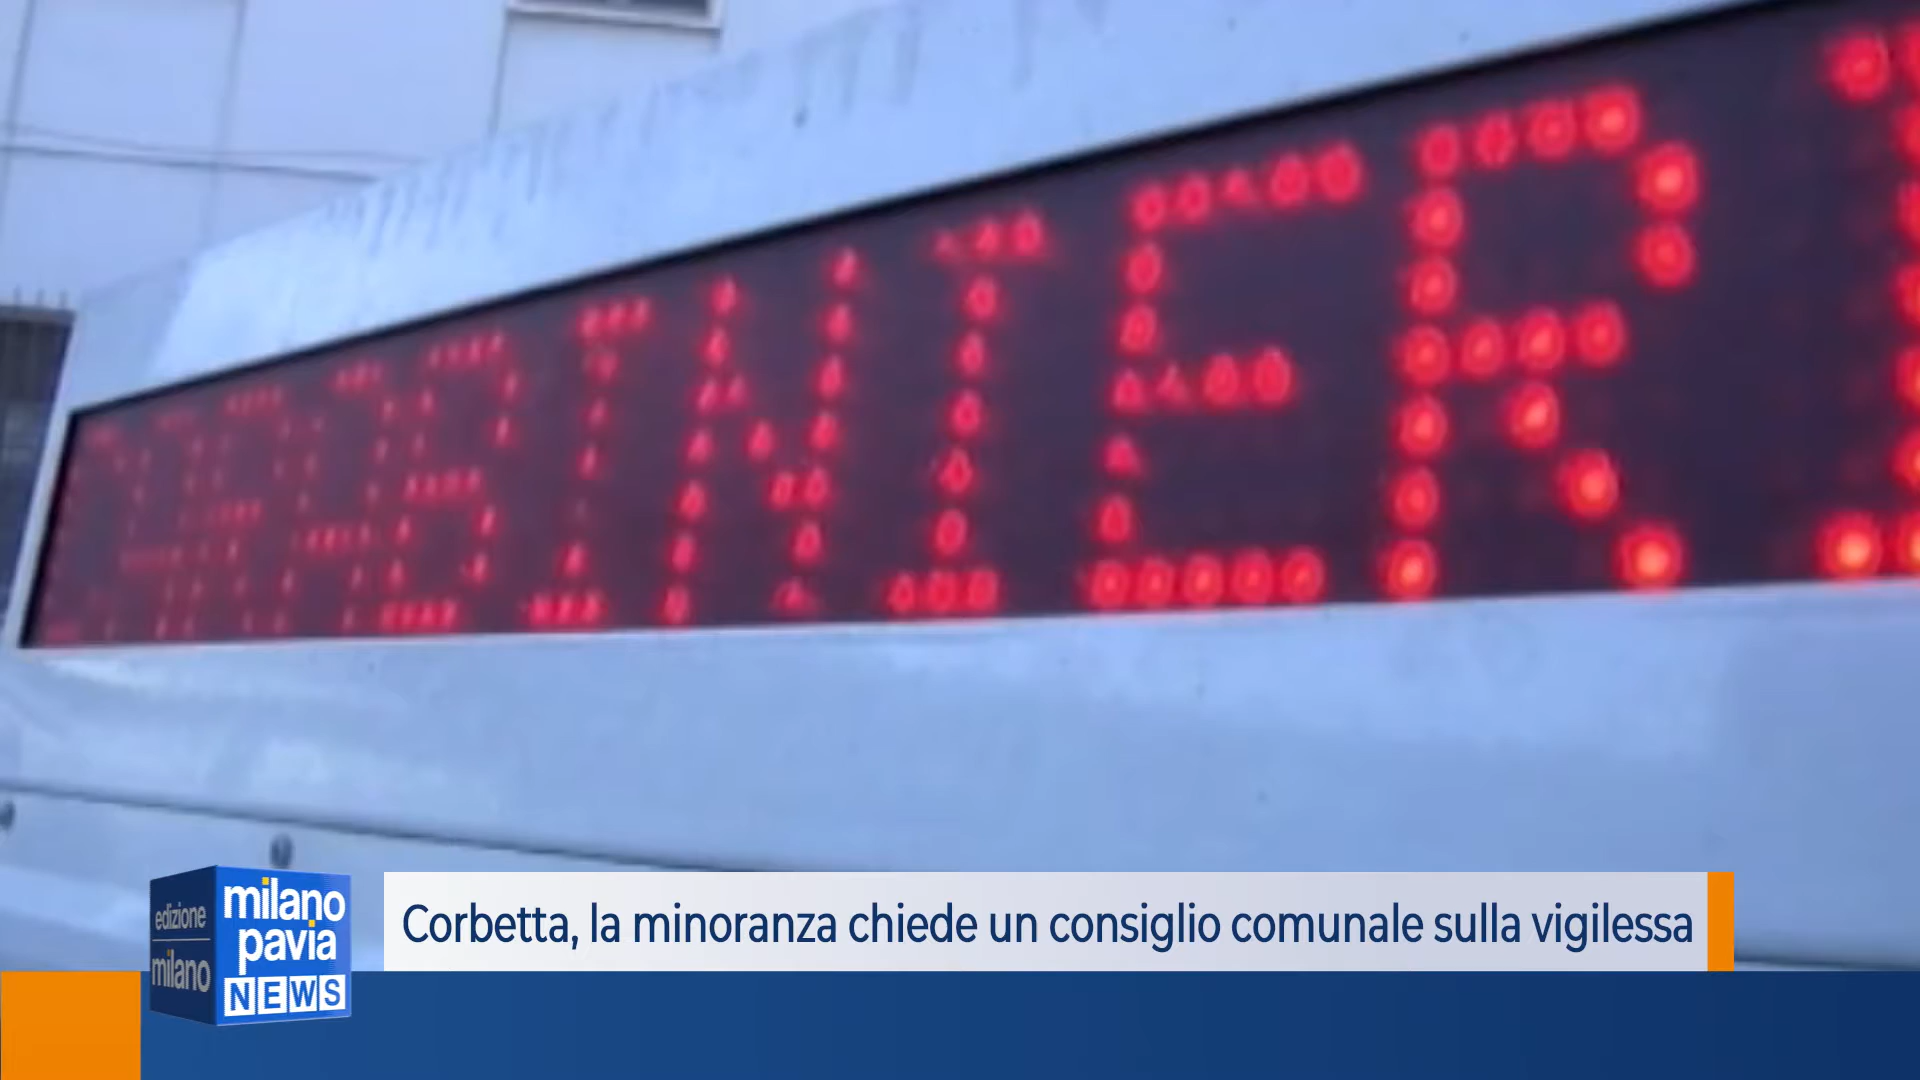 CARABINIERI
Corbetta, la minoranza chiede un consiglio comunale sulla vigilessa
edizione
milano
milano
pavia
NEWS